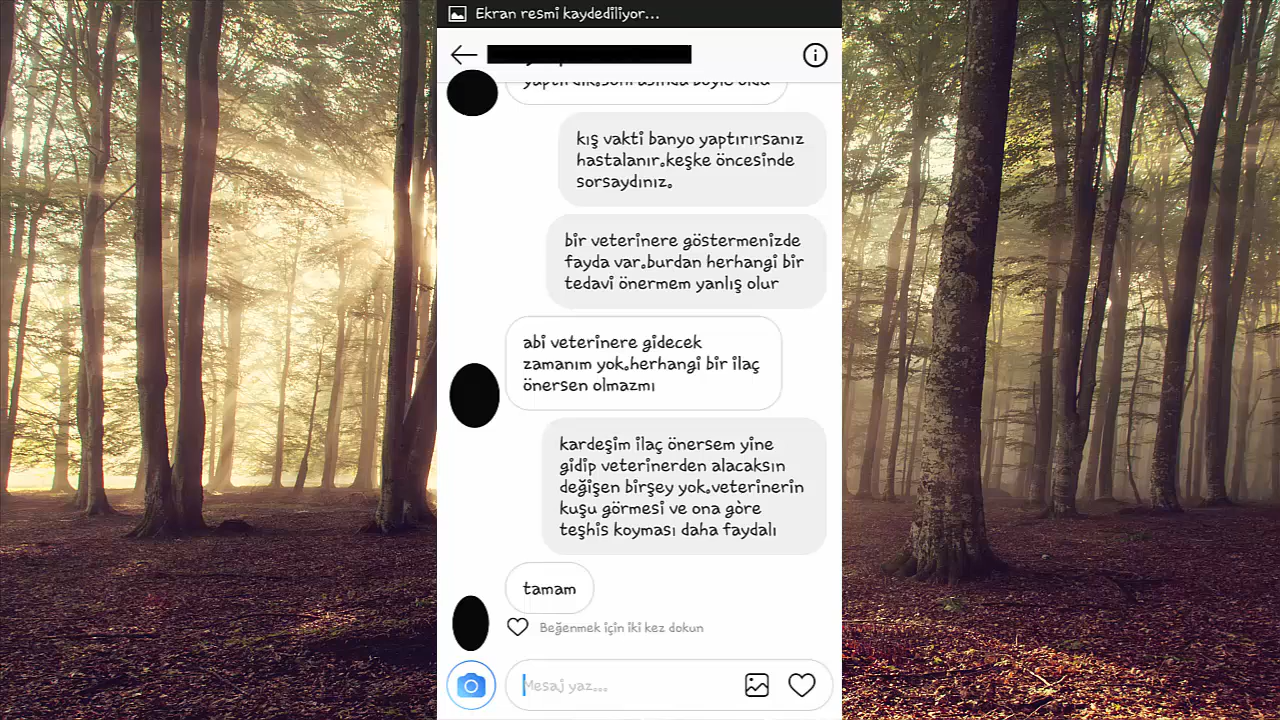 Ekran resmi kaydediliyor...
kış vakti banyo yaptırırsanız
hastalanır.keşke öncesinde
sorsaydınız.
bir veterinere göstermenizde
fayda var.burdan herhangi bir
tedavi önermem yanlış olur
abi veterinere gidecek
zamanım yok.herhangi bir ilaç
önersen olmazmı
kardeşim ilaç önersem yine
gidip veterinerden alacaksın
değişen birşey yok.veterinerin
kuşu görmesi ve ona gòre
teşhis koyması daha faydalı
tamam
Beğenmek için iki kez dokun
Mesaj yaz...